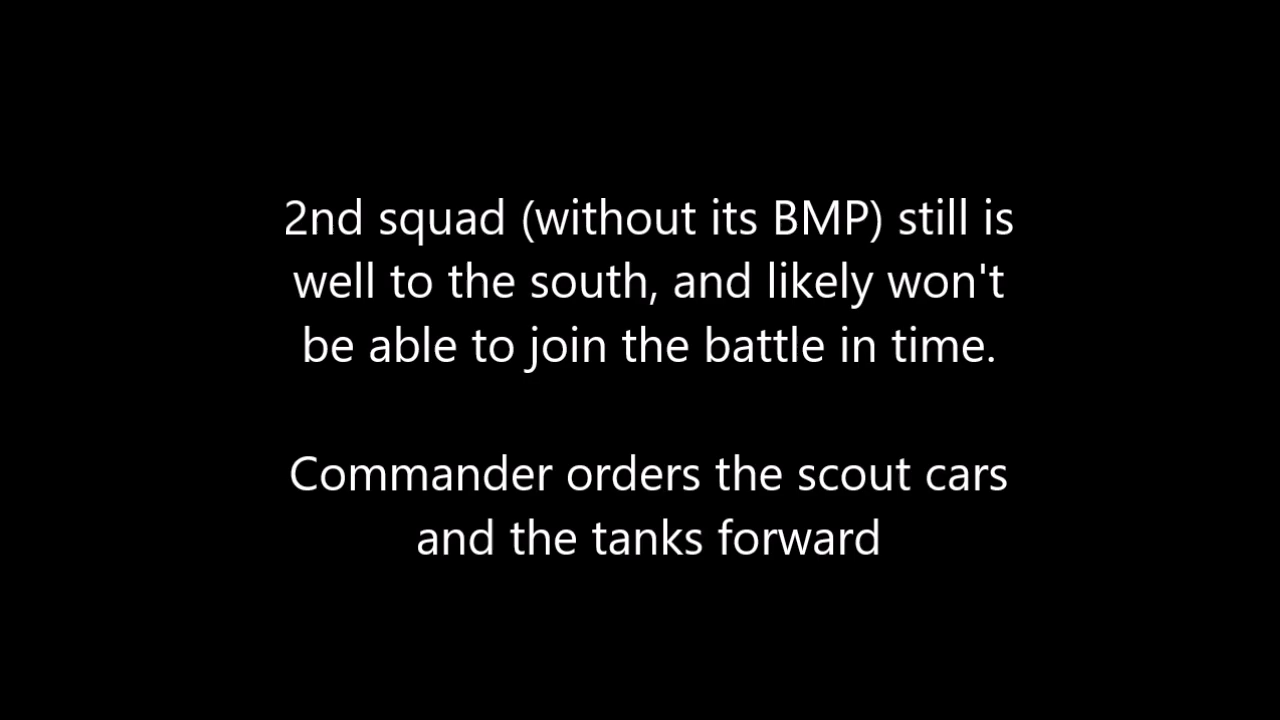 2nd squad (without its BMP) still is
well to the south, and likely won't
be able to join the battle in time.
Commander orders the scout cars
and the tanks forward